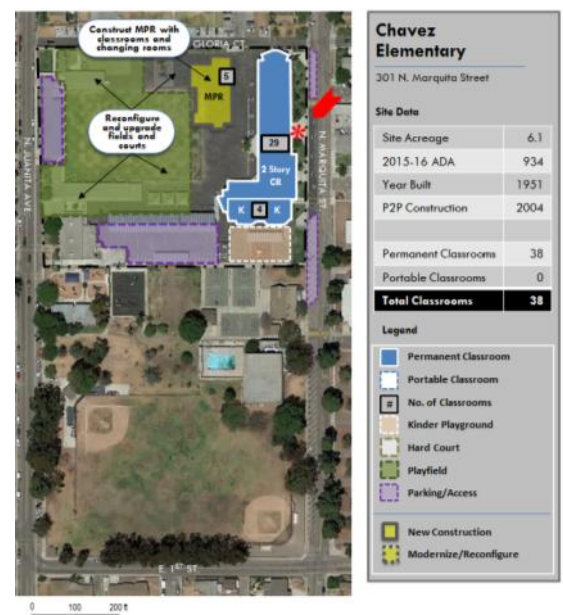 Construct MPR with
classrooms and
changing rooms
GLORIA CT.
5
MPR
Reconfigure
and upgrade
fields and
courts
N. JUANITA AVE.
29
*
2 Story
CR
N. MARQUITA ST.
K 4 K
E. 1ST ST.
0 100 200 ft
Chavez
Elementary
301 N. Marquita Street
Site Data
Site Acreage 6.1
2015-16 ADA 934
Year Built 1951
P2P Construction 2004
Permanent Classrooms 38
Portable Classrooms 0
Total Classrooms 38
Legend
Permanent Classroom
Portable Classroom
# No. of Classrooms
Kinder Playground
Hard Court
Playfield
Parking/Access
New Construction
Modernize/Reconfigure